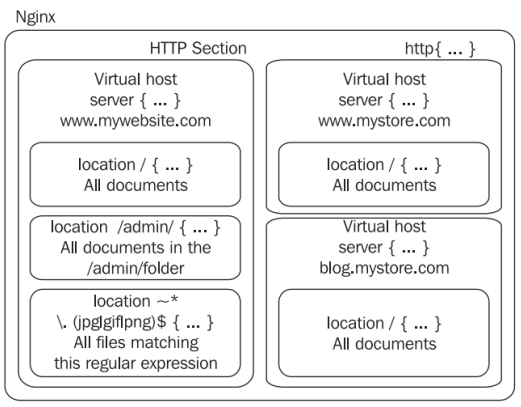 Nginx
HTTP Section
http{ ... }
Virtual host
server { ... }
www.mywebsite.com
location / { ... }
All documents
location /admin/ { ... }
All documents in the
/admin/folder
location ~*
\. (jpg|gif|png)$ { ... }
All files matching
this regular expression
Virtual host
server { ... }
www.mystore.com
location / { ... }
All documents
Virtual host
server { ... }
blog.mystore.com
location / { ... }
All documents